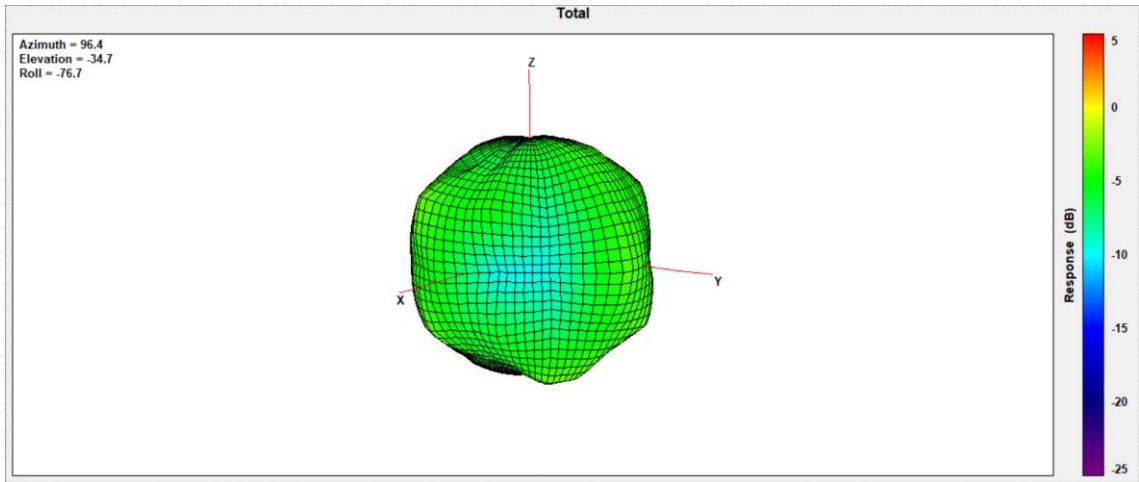 Total
Azimuth = 96.4
Elevation = -34.7
Roll = -76.7
Z
X
Y
5
0
-5
-10
-15
-20
-25
Response (dB)